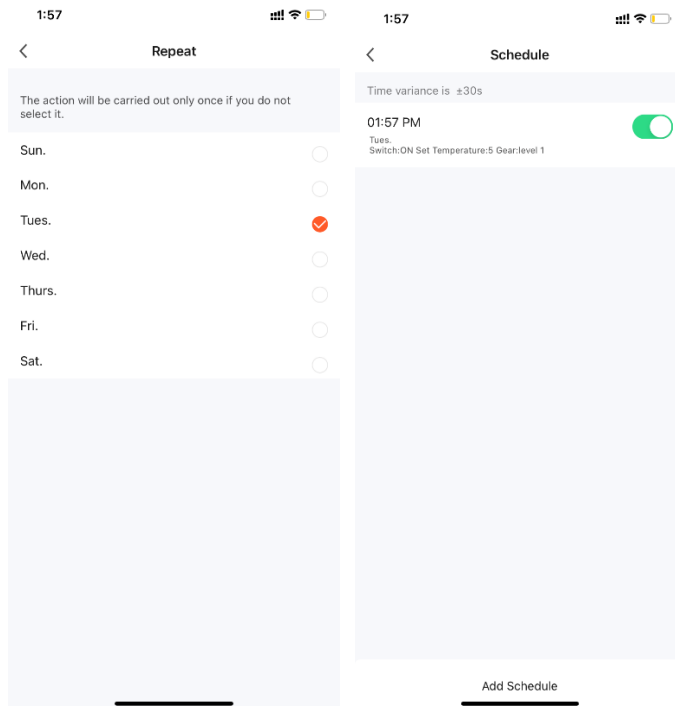 1:57
Repeat
The action will be carried out only once if you do not
select it.
Sun.
Mon.
Tues.
Wed.
Thurs.
Fri.
Sat.
1:57
Schedule
Time variance is ±30s
01:57 PM
Tues.
Switch:ON Set Temperature:5 Gear:level 1
Add Schedule